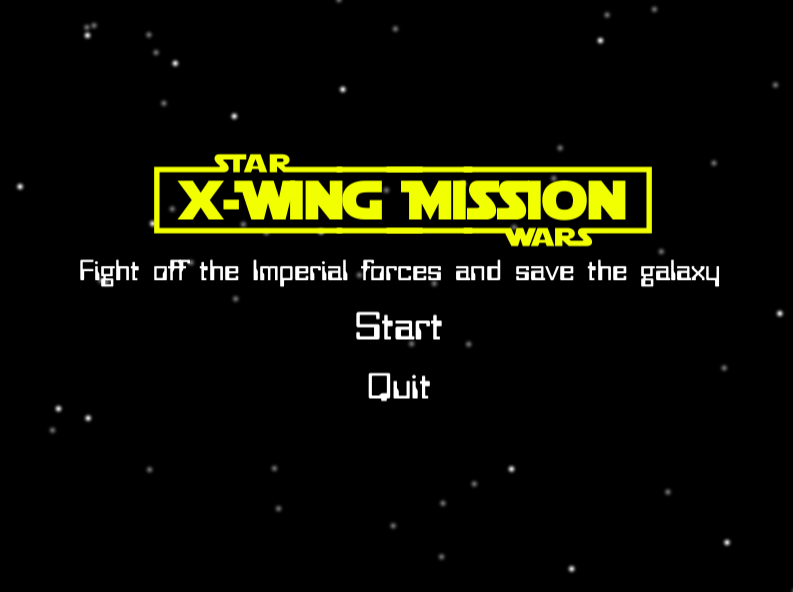 STAR
X-WING MISSION
WARS
Fight off the Imperial forces and save the galaxy
Start
Quit